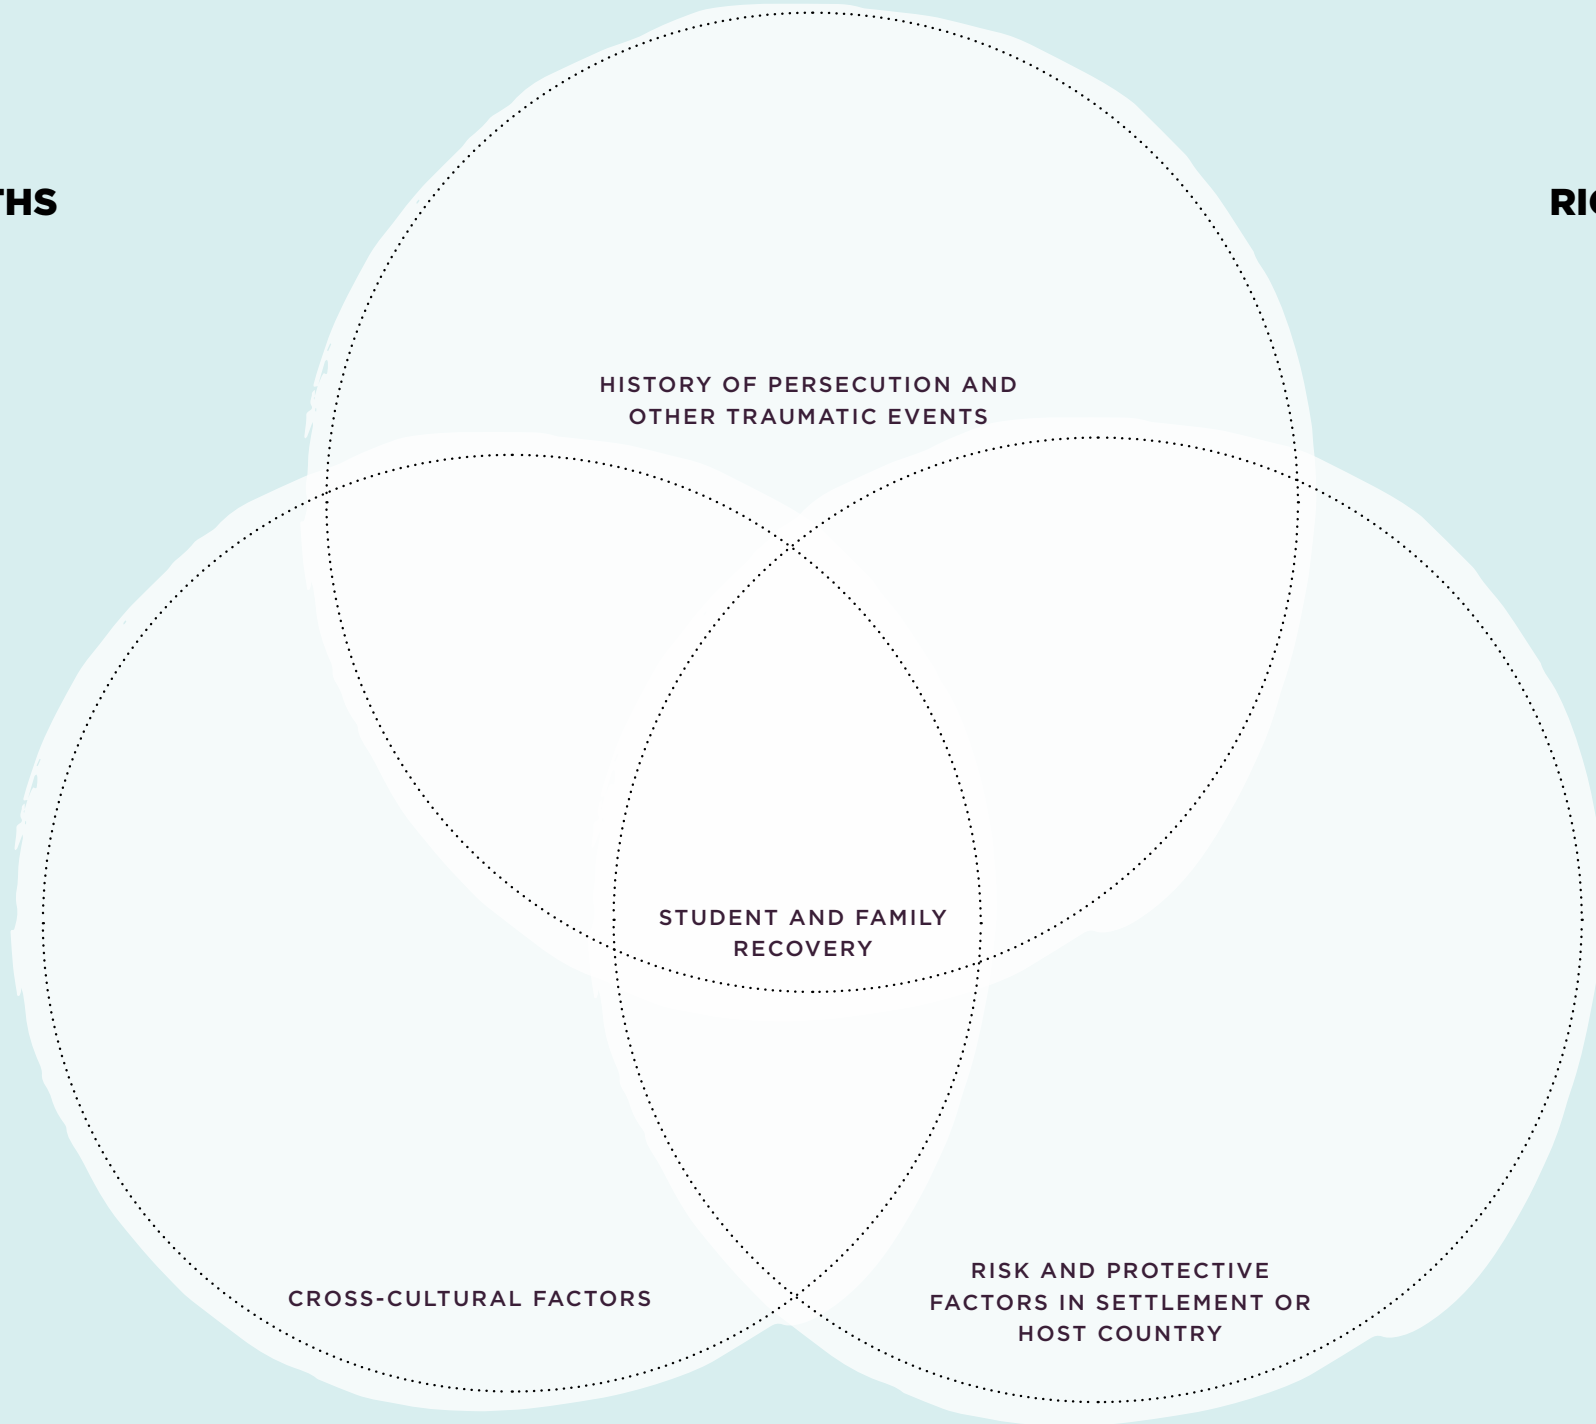 THS
RIG
HISTORY OF PERSECUTION AND
OTHER TRAUMATIC EVENTS
STUDENT AND FAMILY
RECOVERY
CROSS-CULTURAL FACTORS
RISK AND PROTECTIVE
FACTORS IN SETTLEMENT OR
HOST COUNTRY